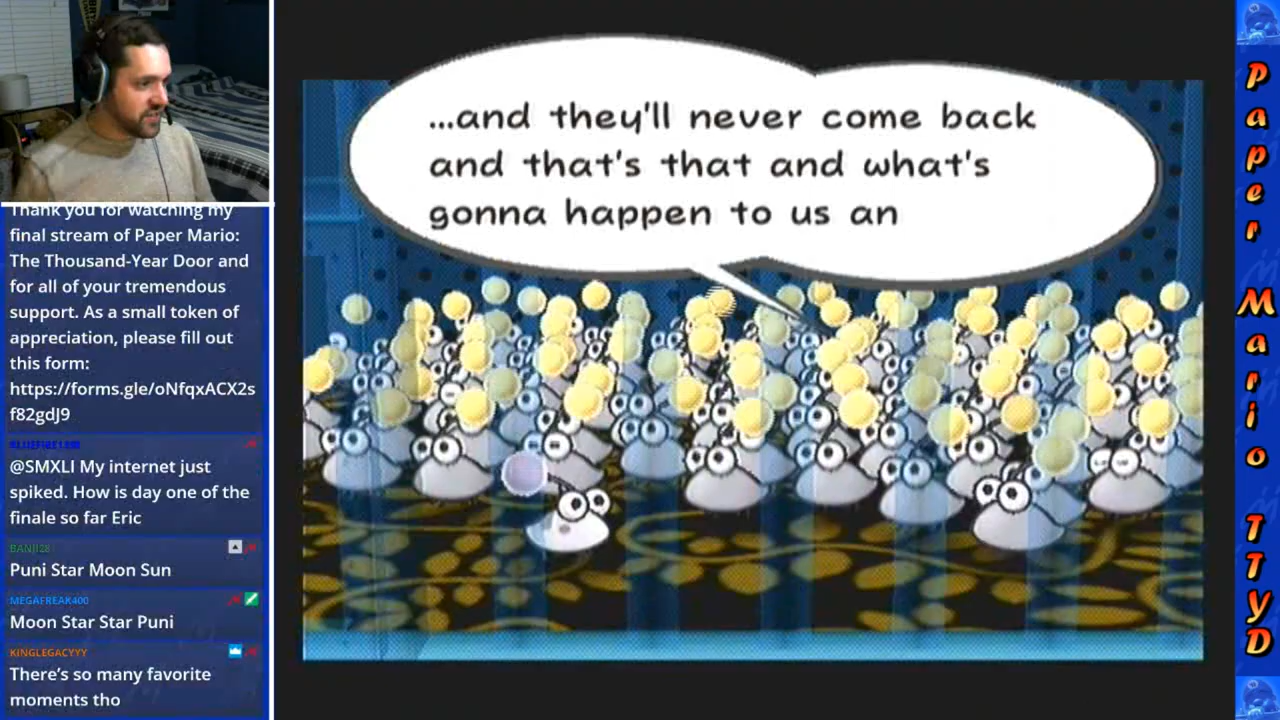 ...and they'll never come back
and that's that and what's
gonna happen to us an
Thank you for watching my
final stream of Paper Mario:
The Thousand-Year Door and
for all of your tremendous
support. As a small token of
appreciation, please fill out
this form:
https://forms.gle/oNfqxACX2s
f82gdJ9
@SMXLI My internet just
spiked. How is day one of the
finale so far Eric
BANJI28
Puni Star Moon Sun
MEGAFREAK400
Moon Star Star Puni
KINGLEGACYYY
There's so many favorite
moments tho
Paper Mario TTYD